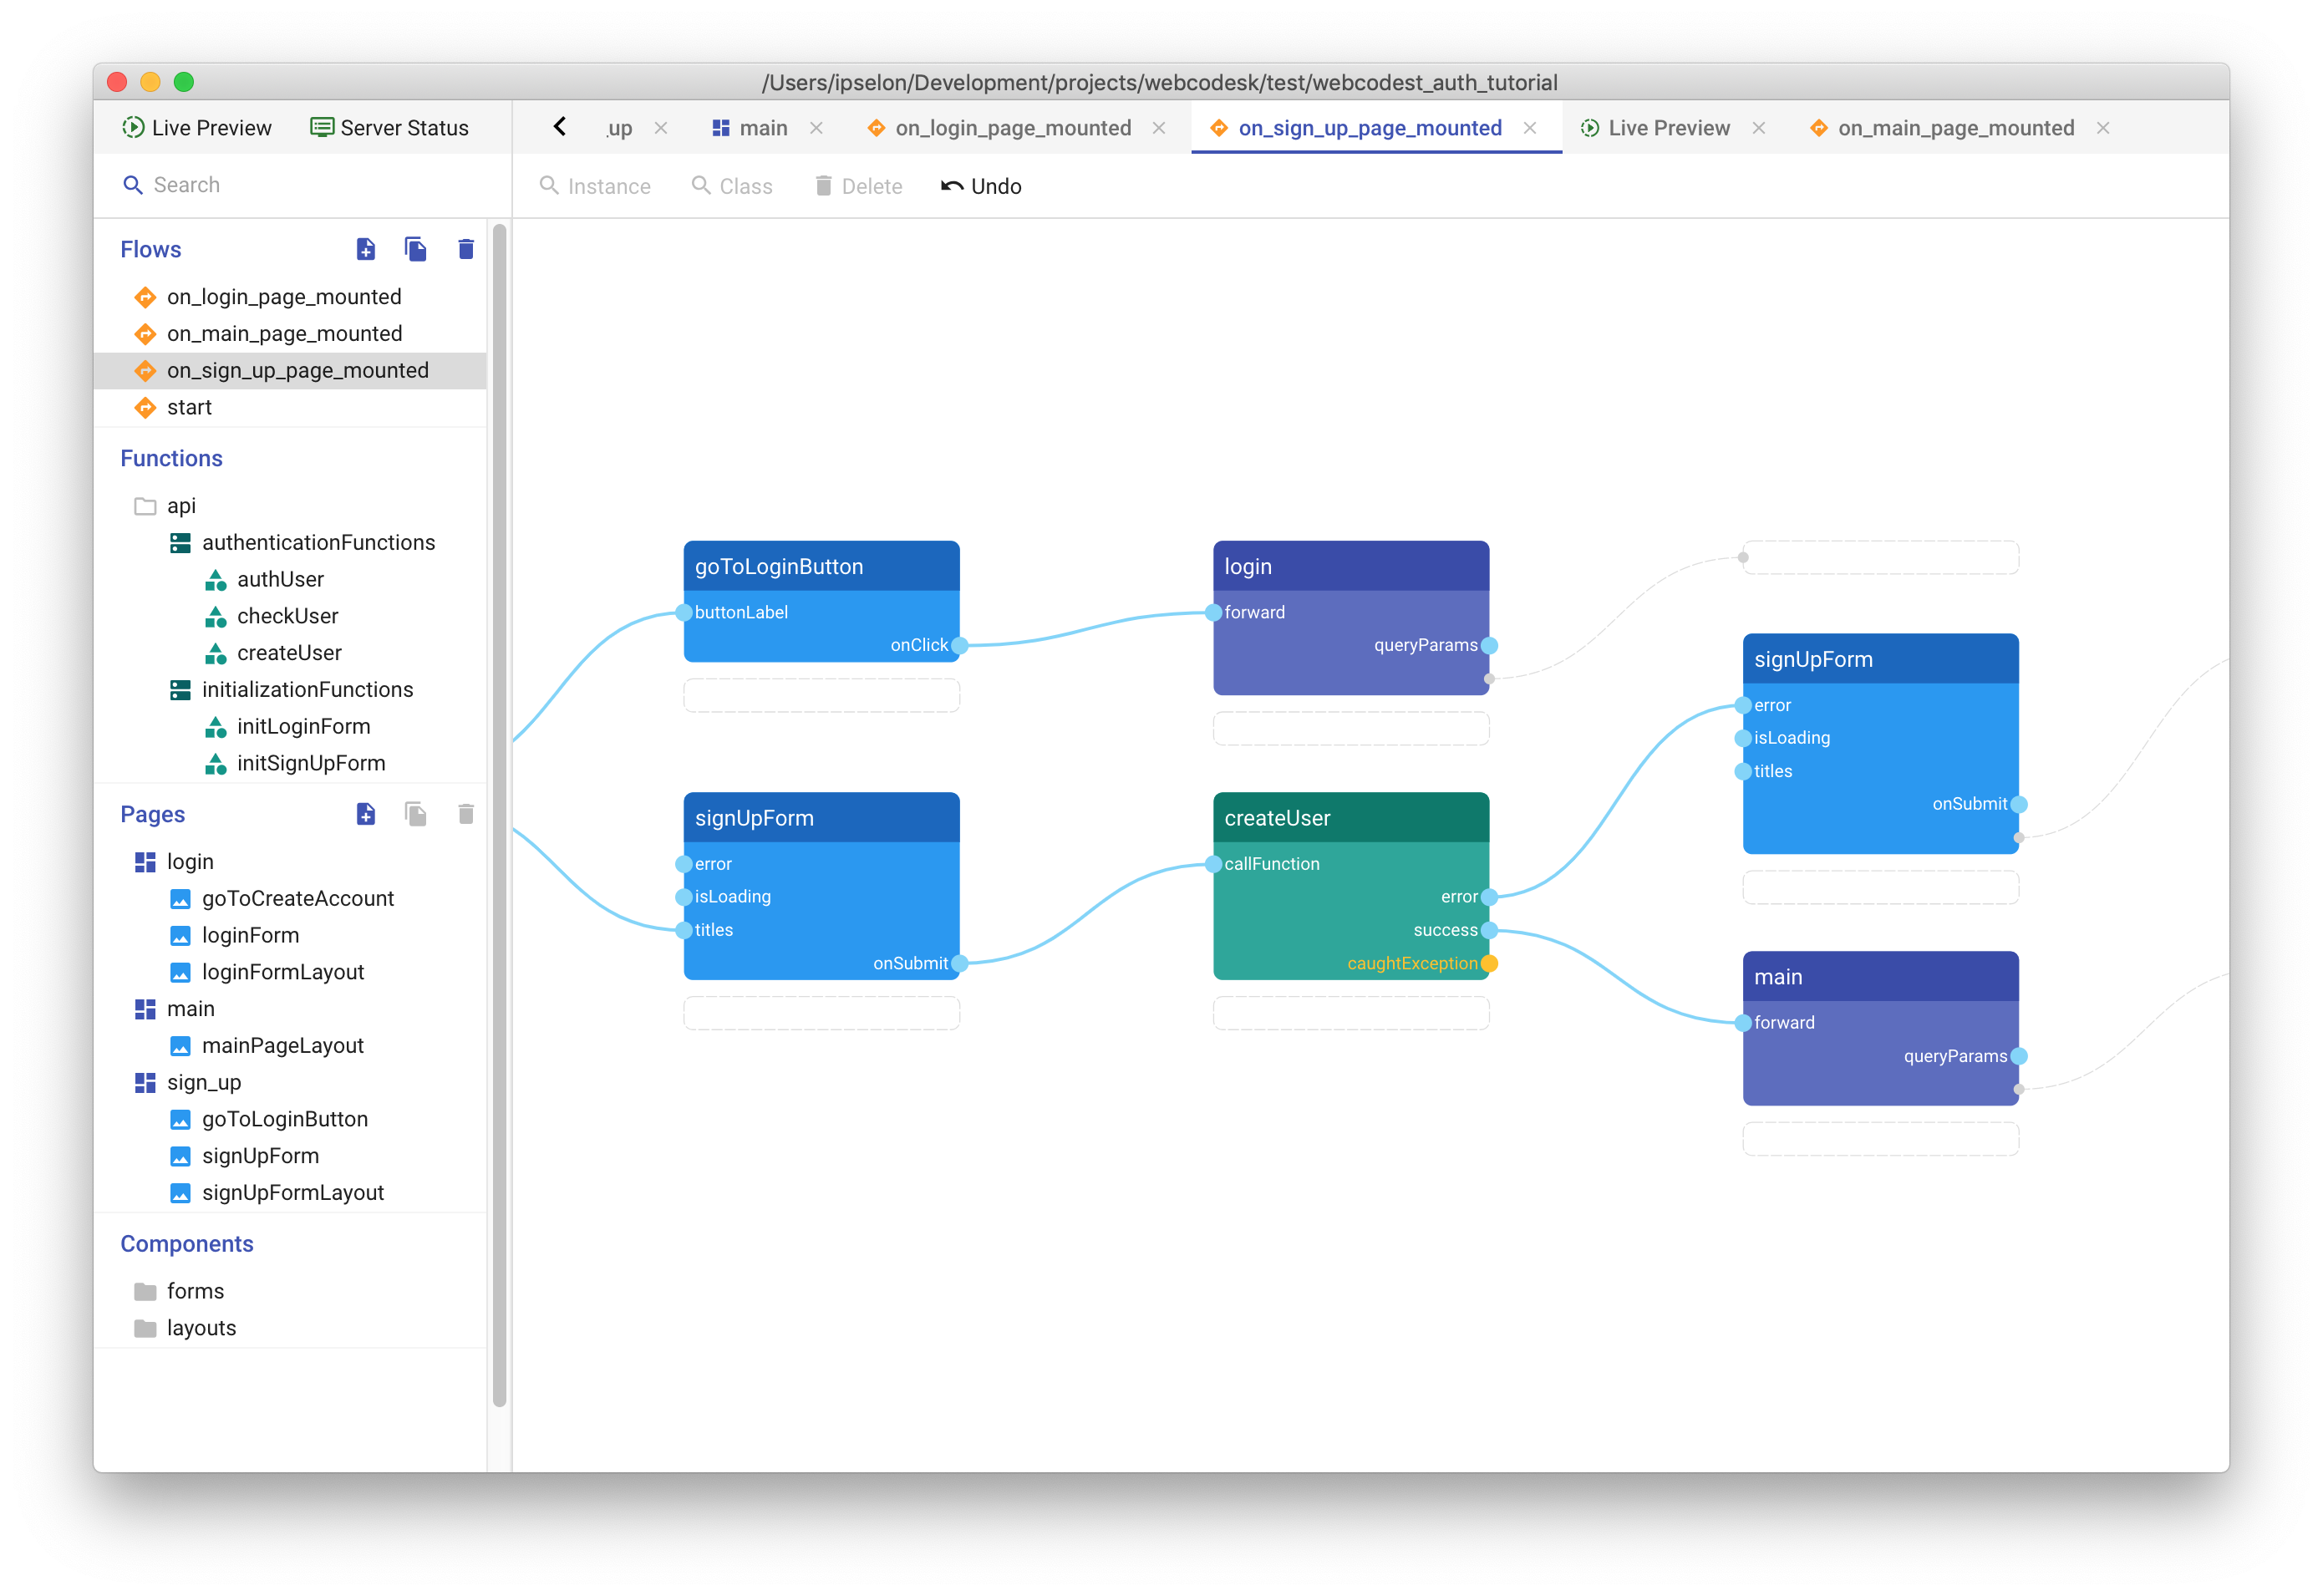 /Users/ipselon/Development/projects/webcodesk/test/webcodest_auth_tutorial
Live Preview
Server Status
_up
main
on_login_page_mounted
on_sign_up_page_mounted
Live Preview
on_main_page_mounted
Search
Instance
Class
Delete
Undo
Flows
on_login_page_mounted
on_main_page_mounted
on_sign_up_page_mounted
start
Functions
api
authenticationFunctions
authUser
checkUser
createUser
initializationFunctions
initLoginForm
initSignUpForm
Pages
login
goToCreateAccount
loginForm
loginFormLayout
main
mainPageLayout
sign_up
goToLoginButton
signUpForm
signUpFormLayout
Components
forms
layouts
goToLoginButton
buttonLabel
onClick
signUpForm
error
isLoading
titles
onSubmit
login
forward
queryParams
createUser
callFunction
error
success
caughtException
signUpForm
error
isLoading
titles
onSubmit
main
forward
queryParams